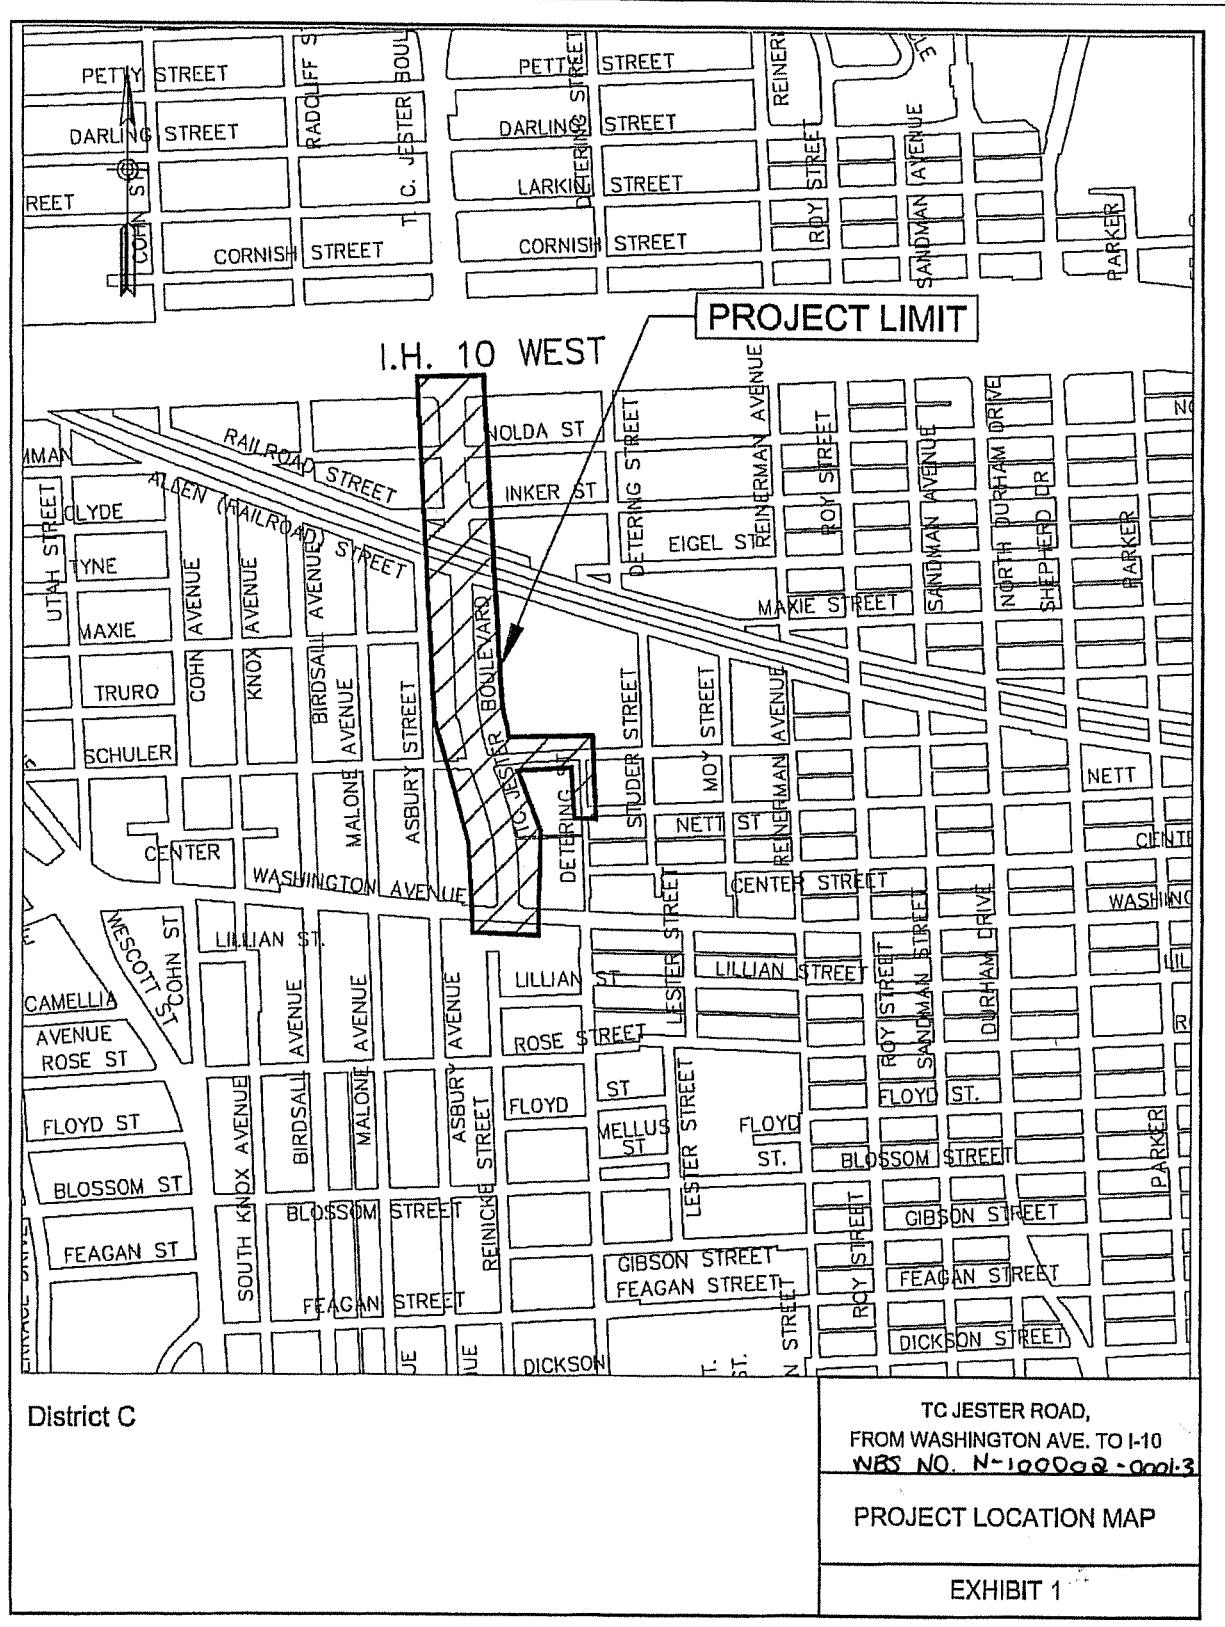 PETTY STREET
PETTY STREET
RADCLIFF S
T. C. JESTER BOUL
DETERING STREET
REINER
DARLING STREET
DARLING STREET
ROY STREET
SANDMAN AVENUE
LARKIN STREET
REET
COHN ST
CORNISH STREET
CORNISH STREET
PARKER
PROJECT LIMIT
I.H. 10 WEST
NOLDA ST
RAILROAD STREET
ALLEN (RAILROAD) STREET
INKER ST
EIGEL ST
DETERING STREET
REINERMAN AVENUE
ROY STREET
SANDMAN AVENUE
NORTH DURHAM DRIVE
SHEPHERD DR
PARKER
MMAN
UTAH STREET
CLYDE
TYNE
MAXIE
TRURO
SCHULER
COHN AVENUE
KNOX AVENUE
BIRDSALL AVENUE
MALONE AVENUE
ASBURY STREET
TC JESTER BOULEVARD
MAXIE STREET
DETERING ST
STUDER STREET
MOY STREET
REINERMAN AVENUE
NETT
NETT ST
CENTER
CENTER STREET
CENTE
WASHINGTON AVENUE
WASHING
WESCOTT ST
COHN ST
LILLIAN ST.
LILLIAN ST
LESTER STREET
LILLIAN STREET
LIL
ROY STREET
SANDMAN STREET
DURHAM DRIVE
CAMELLIA
AVENUE
ROSE ST
BIRDSALL AVENUE
MALONE AVENUE
ASBURY AVENUE
ROSE STREET
FLOYD ST
FLOYD
ST
MELLUS
ST
LESTER STREET
FLOYD
ST.
FLOYD ST.
BLOSSOM STREET
PARKER
BLOSSOM ST
SOUTH KNOX AVENUE
BLOSSOM STREET
REINICKE STREET
ROY STREET
GIBSON STREET
FEAGAN ST
GIBSON STREET
FEAGAN STREET
FEAGAN STREET
FEAGAN STREET
DICKSON STREET
DICKSON
UE
UE
ST.
ST.
N STREET
District C
TC JESTER ROAD,
FROM WASHINGTON AVE. TO I-10
WBS NO. N-100002-0001-3
PROJECT LOCATION MAP
EXHIBIT 1